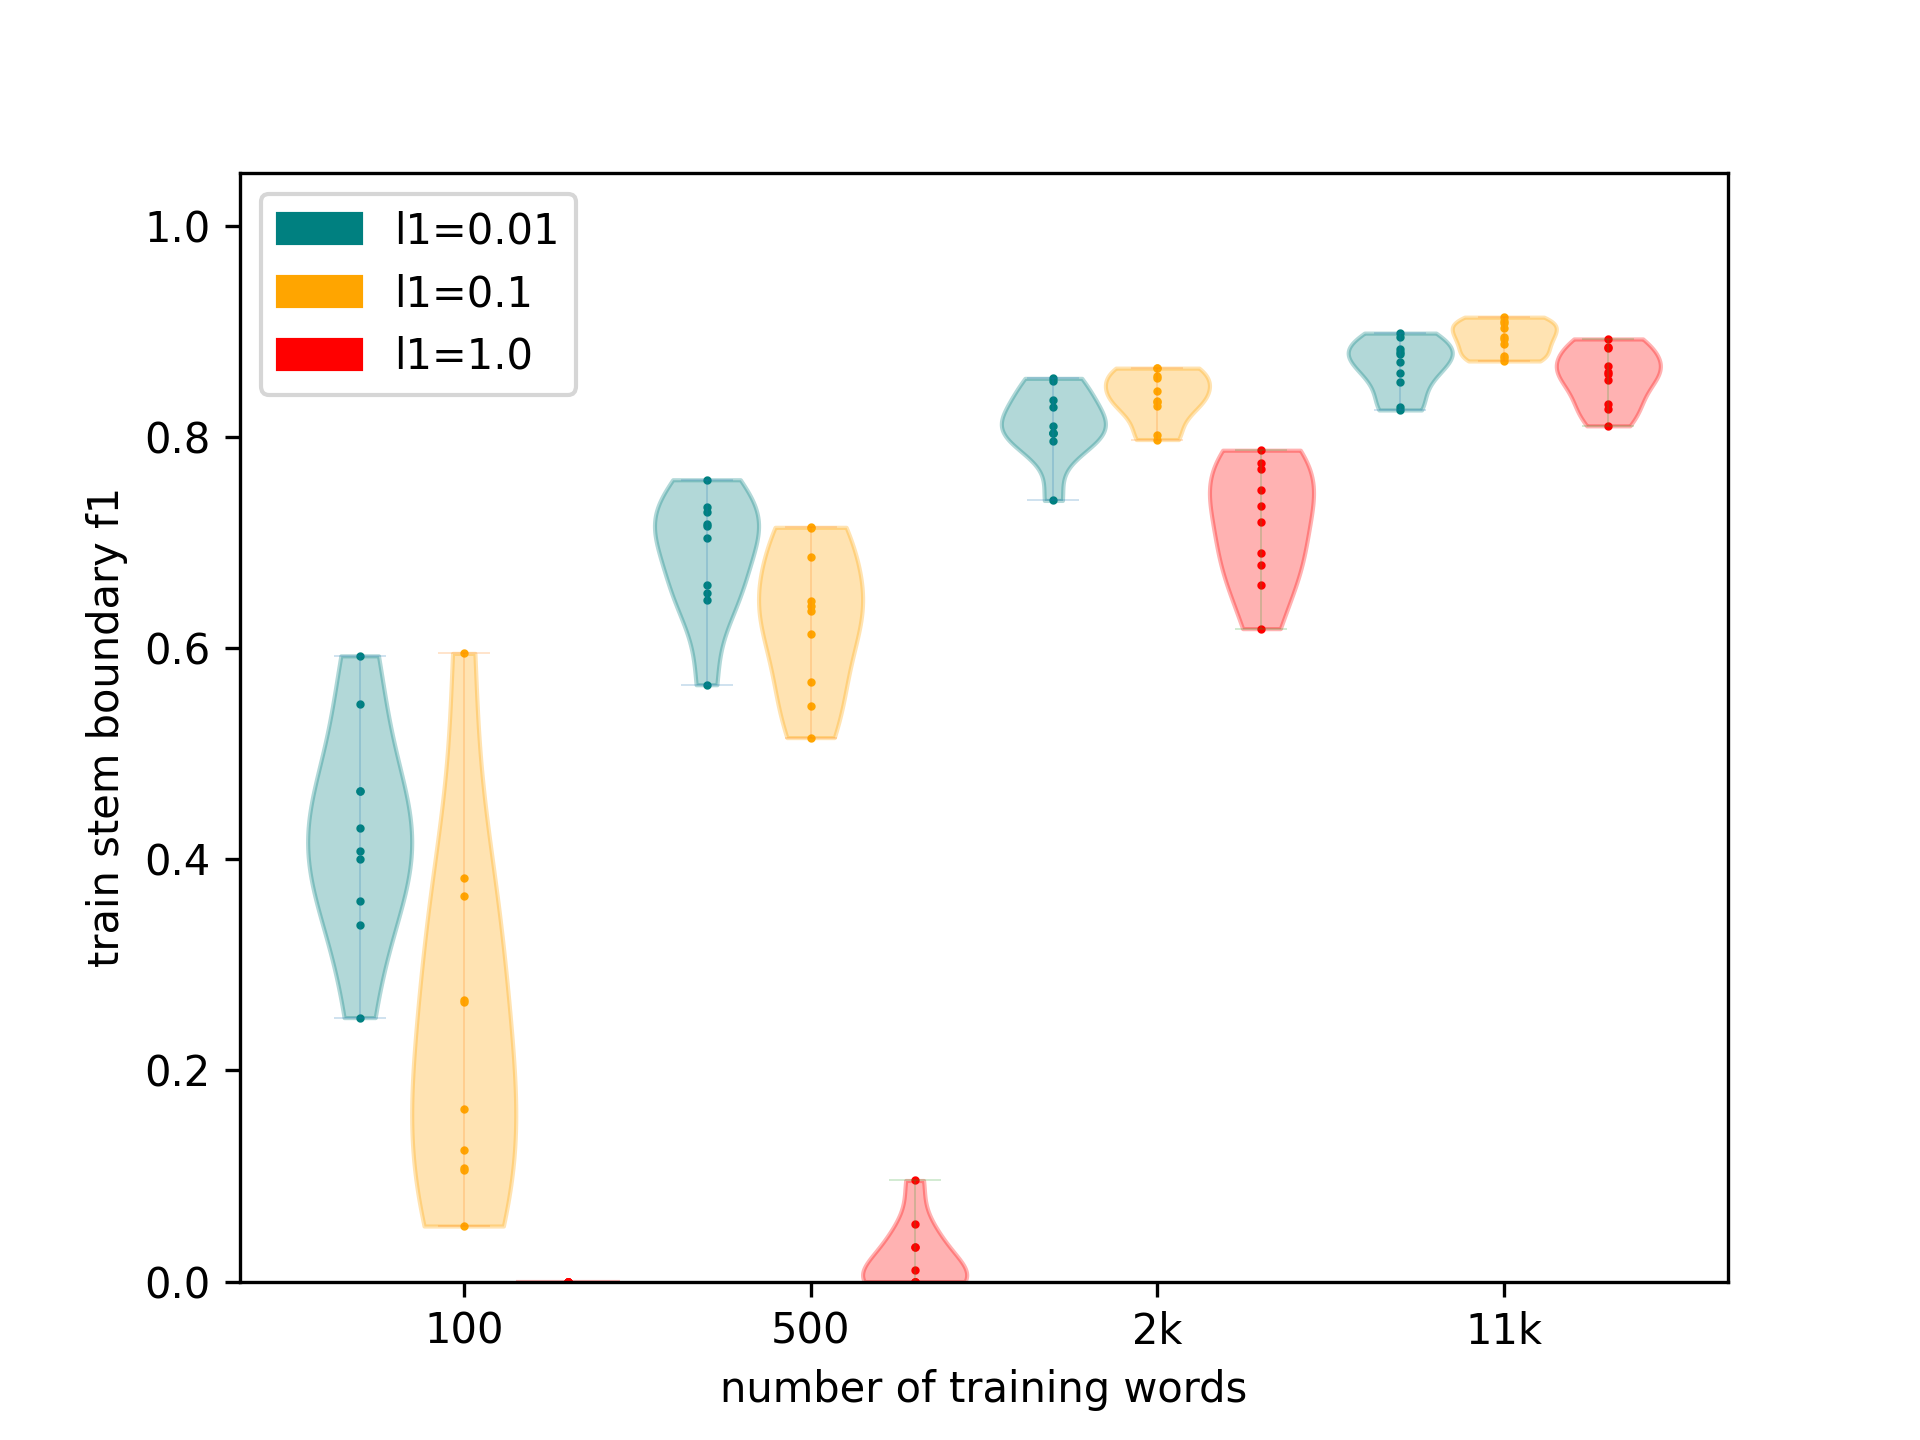 l1=0.01
l1=0.1
l1=1.0
1.0
0.8
0.6
0.4
0.2
0.0
train stem boundary f1
100 500 2k 11k
number of training words